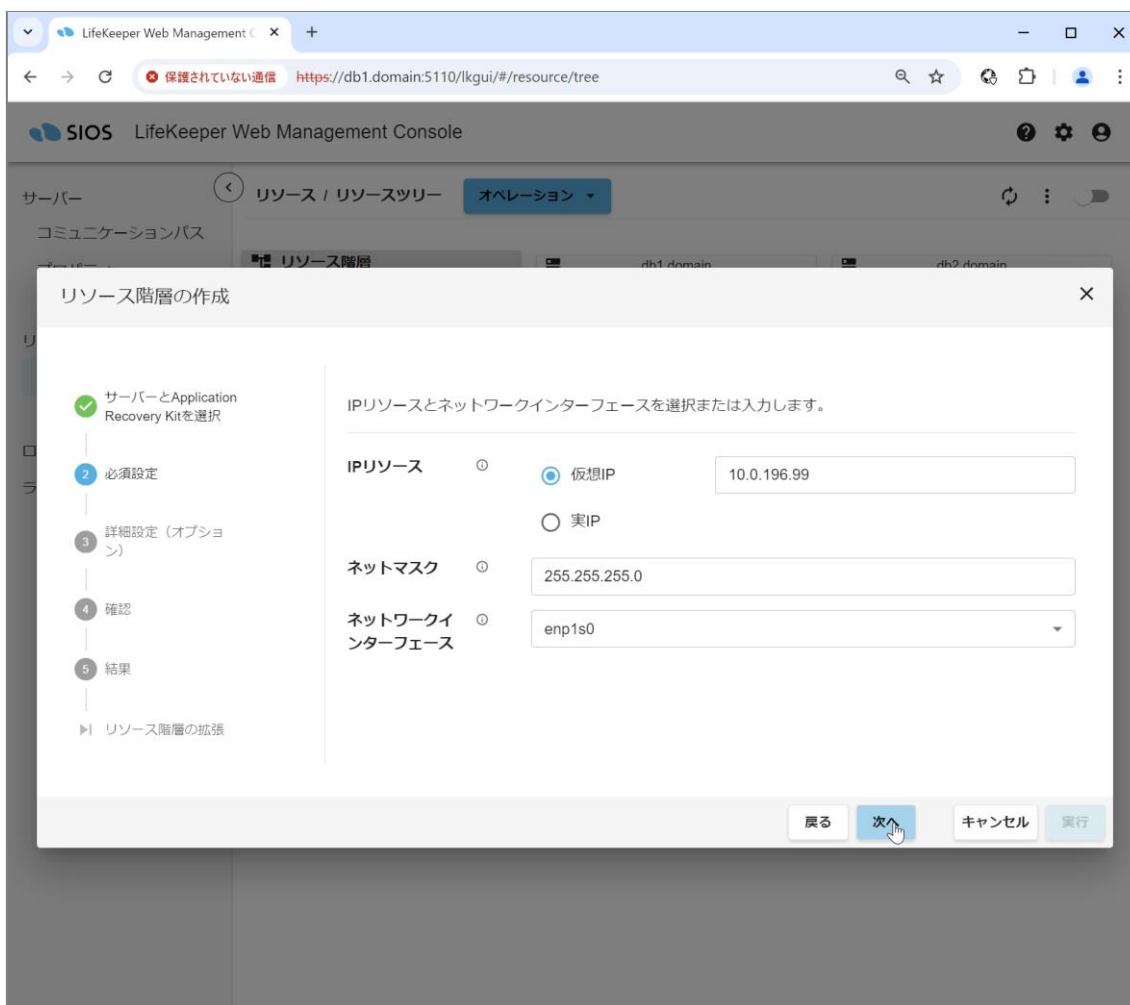 LifeKeeper Web Management C
保護されていない通信 https://db1.domain:5110/lkgui/#/resource/tree
SIOS LifeKeeper Web Management Console
サーバー
リソース / リソースツリー オペレーション
コミュニケーションパス
リソース階層 db1.domain db2.domain
リソース階層の作成
サーバーとApplication
Recovery Kitを選択
2 必須設定
3 詳細設定（オプショ
ン）
4 確認
5 結果
リソース階層の拡張
IPリソースとネットワークインターフェースを選択または入力します。
IPリソース 仮想IP 10.0.196.99
実IP
ネットマスク 255.255.255.0
ネットワークイ
ンターフェース enp1s0
戻る 次へ キャンセル 実行